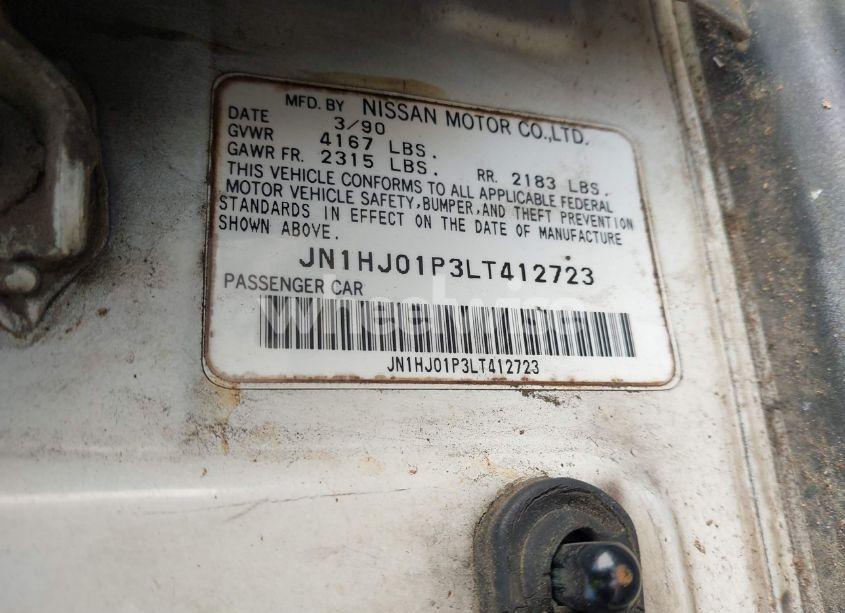 MFD. BY NISSAN MOTOR CO.,LTD.
DATE 3/90
GVWR 4167 LBS.
GAWR FR. 2315 LBS. RR. 2183 LBS.
THIS VEHICLE CONFORMS TO ALL APPLICABLE FEDERAL
MOTOR VEHICLE SAFETY, BUMPER, AND THEFT PREVENTION
STANDARDS IN EFFECT ON THE DATE OF MANUFACTURE
SHOWN ABOVE.
JN1HJ01P3LT412723
PASSENGER CAR
wheelwise
JN1HJ01P3LT412723